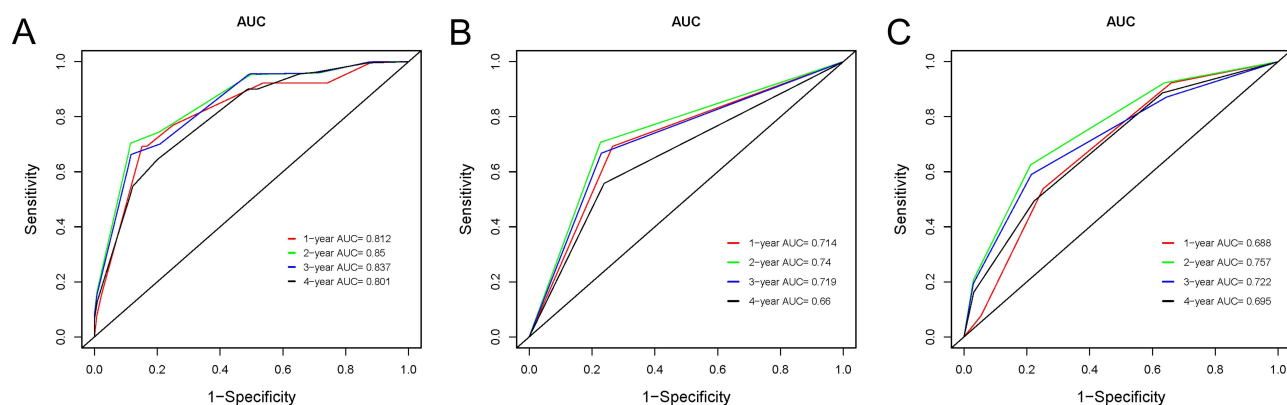 A
AUC
Sensitivity
1.0
0.8
0.6
0.4
0.2
0.0
1-year AUC= 0.812
2-year AUC= 0.85
3-year AUC= 0.837
4-year AUC= 0.801
0.0 0.2 0.4 0.6 0.8 1.0
1−Specificity
B
AUC
Sensitivity
1.0
0.8
0.6
0.4
0.2
0.0
1-year AUC= 0.714
2-year AUC= 0.74
3-year AUC= 0.719
4-year AUC= 0.66
0.0 0.2 0.4 0.6 0.8 1.0
1−Specificity
C
AUC
Sensitivity
1.0
0.8
0.6
0.4
0.2
0.0
1-year AUC= 0.688
2-year AUC= 0.757
3-year AUC= 0.722
4-year AUC= 0.695
0.0 0.2 0.4 0.6 0.8 1.0
1−Specificity